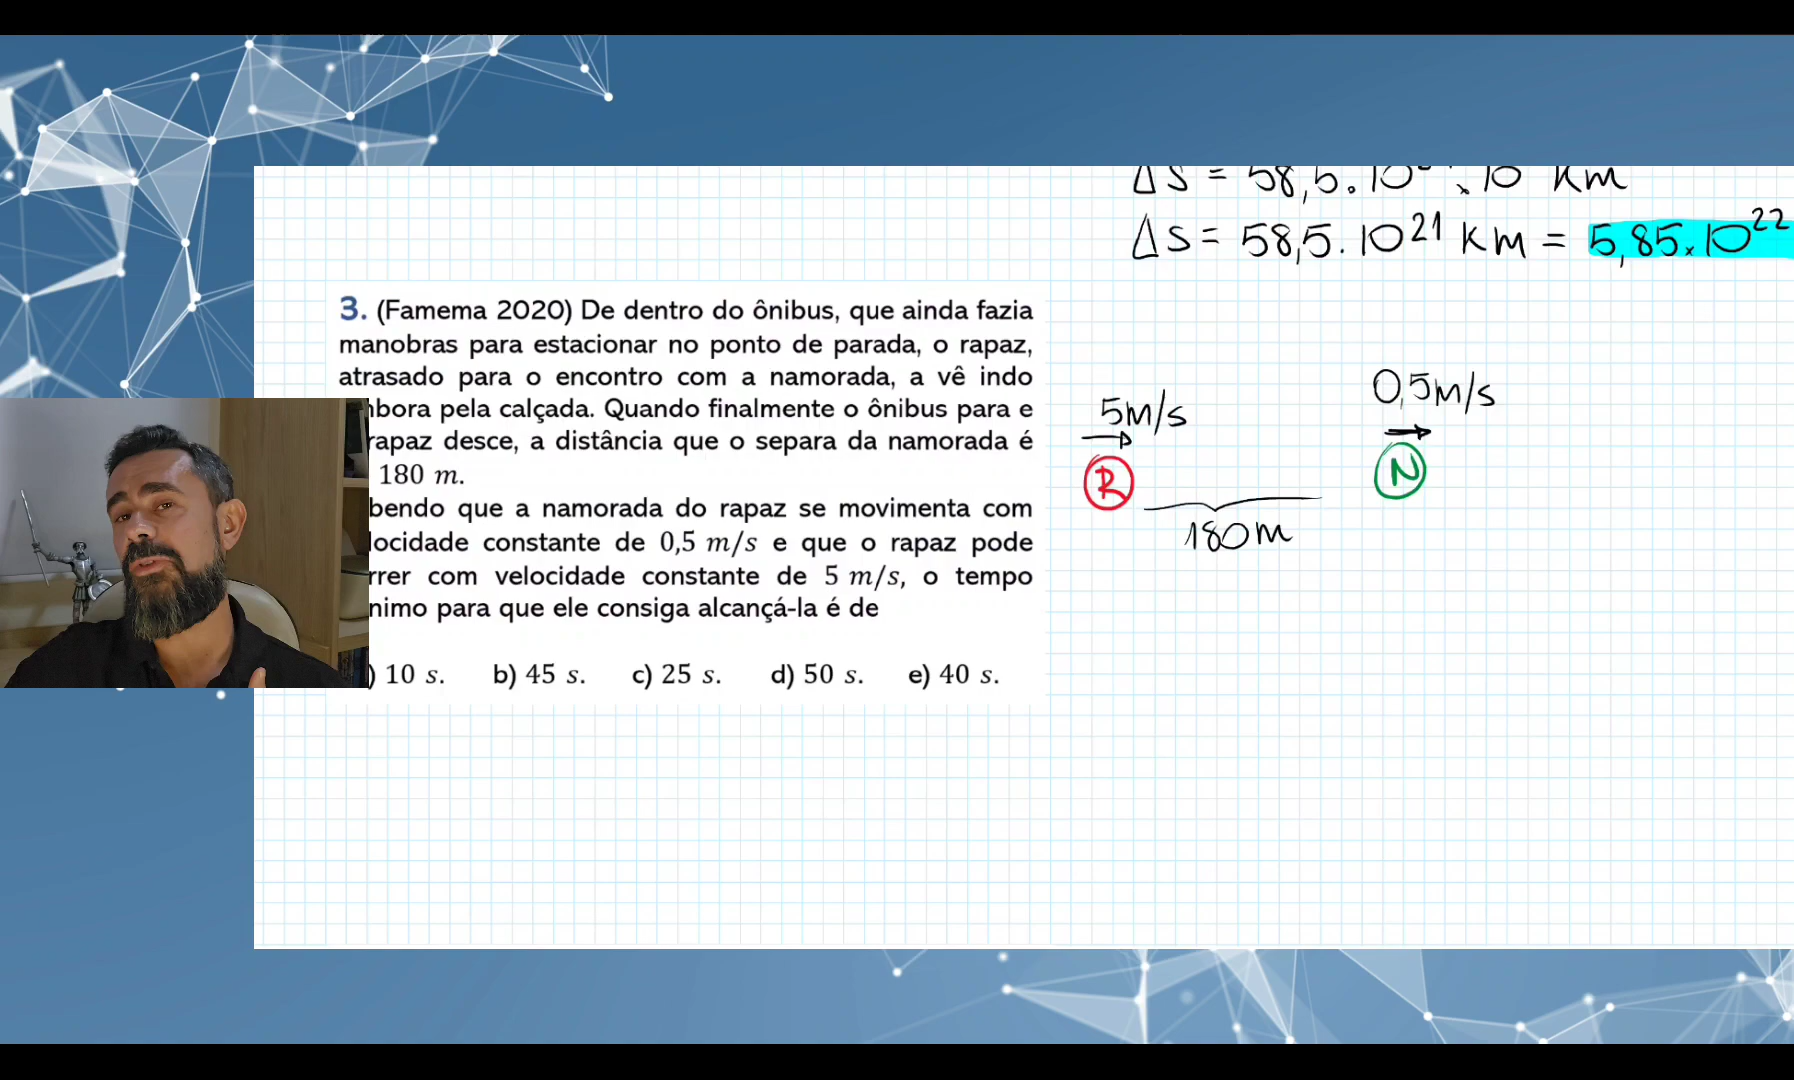 ΔS = 58,5.10²¹ km = 5,85×10²²
3. (Famema 2020) De dentro do ônibus, que ainda fazia
manobras para estacionar no ponto de parada, o rapaz,
atrasado para o encontro com a namorada, a vê indo
bora pela calçada. Quando finalmente o ônibus para e
rapaz desce, a distância que o separa da namorada é
180 m.
bendo que a namorada do rapaz se movimenta com
locidade constante de 0,5 m/s e que o rapaz pode
rrer com velocidade constante de 5 m/s, o tempo
nimo para que ele consiga alcançá-la é de
) 10 s. b) 45 s. c) 25 s. d) 50 s. e) 40 s.
5m/s
0,5m/s
R
N
180m